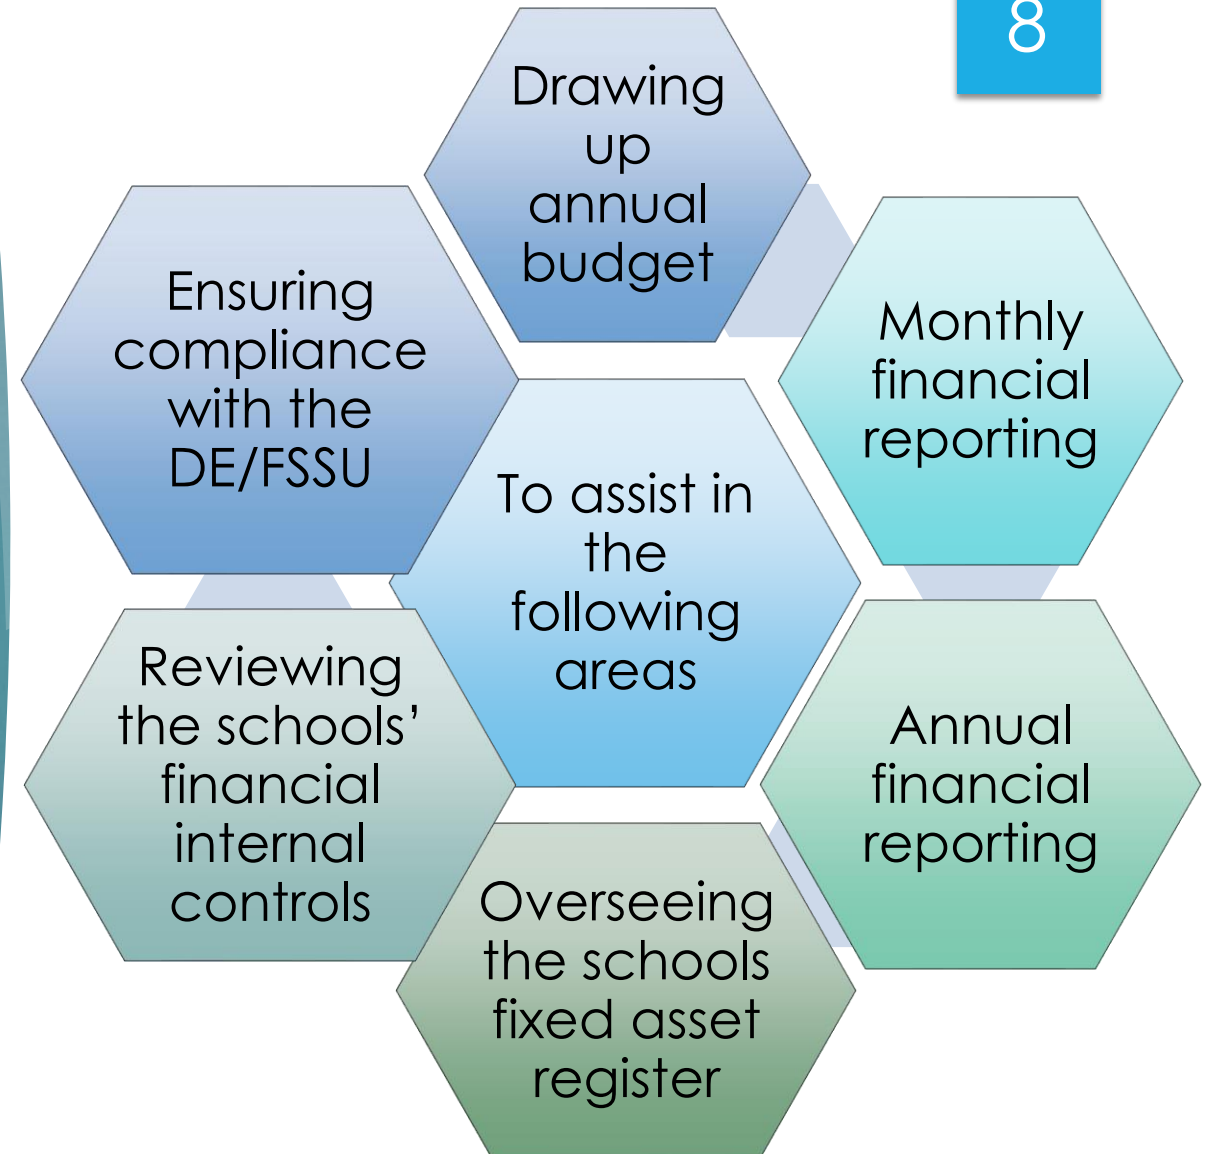 8
Drawing
up
annual
budget
Monthly
financial
reporting
Annual
financial
reporting
Overseeing
the schools
fixed asset
register
Reviewing
the schools’
financial
internal
controls
Ensuring
compliance
with the
DE/FSSU
To assist in
the
following
areas